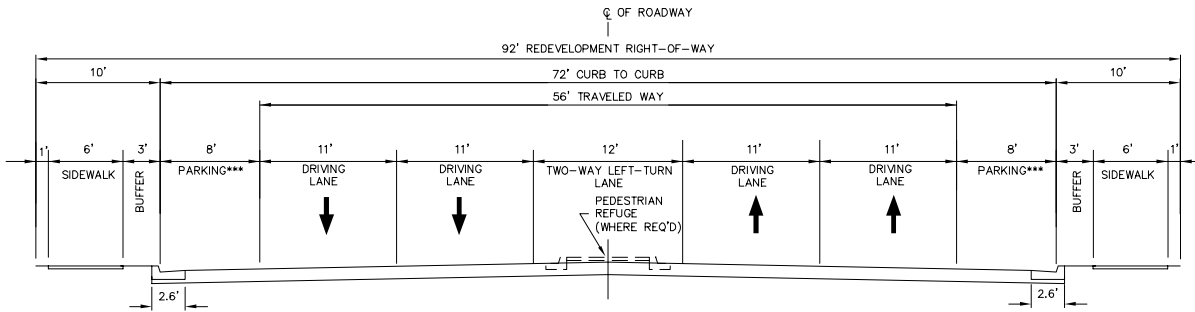 ℄ OF ROADWAY
92' REDEVELOPMENT RIGHT-OF-WAY
10'
72' CURB TO CURB
10'
56' TRAVELED WAY
1'
6'
3'
8'
11'
11'
12'
11'
11'
8'
3'
6'
1'
SIDEWALK
BUFFER
PARKING***
DRIVING
LANE
DRIVING
LANE
TWO-WAY LEFT-TURN
LANE
DRIVING
LANE
DRIVING
LANE
PARKING***
BUFFER
SIDEWALK
PEDESTRIAN
REFUGE
(WHERE REQ'D)
2.6'
2.6'